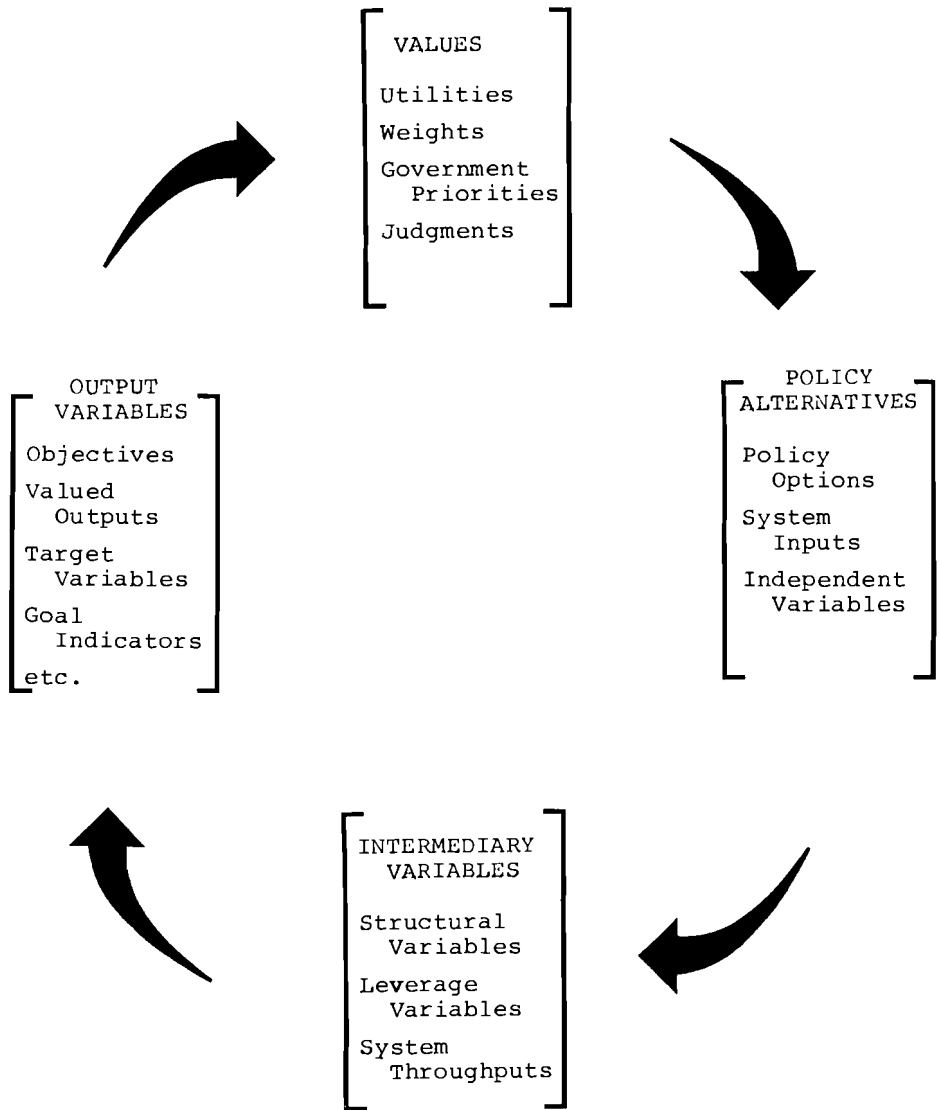 VALUES
Utilities
Weights
Government
Priorities
Judgments
OUTPUT
VARIABLES
Objectives
Valued
Outputs
Target
Variables
Goal
Indicators
etc.
POLICY
ALTERNATIVES
Policy
Options
System
Inputs
Independent
Variables
INTERMEDIARY
VARIABLES
Structural
Variables
Leverage
Variables
System
Throughputs